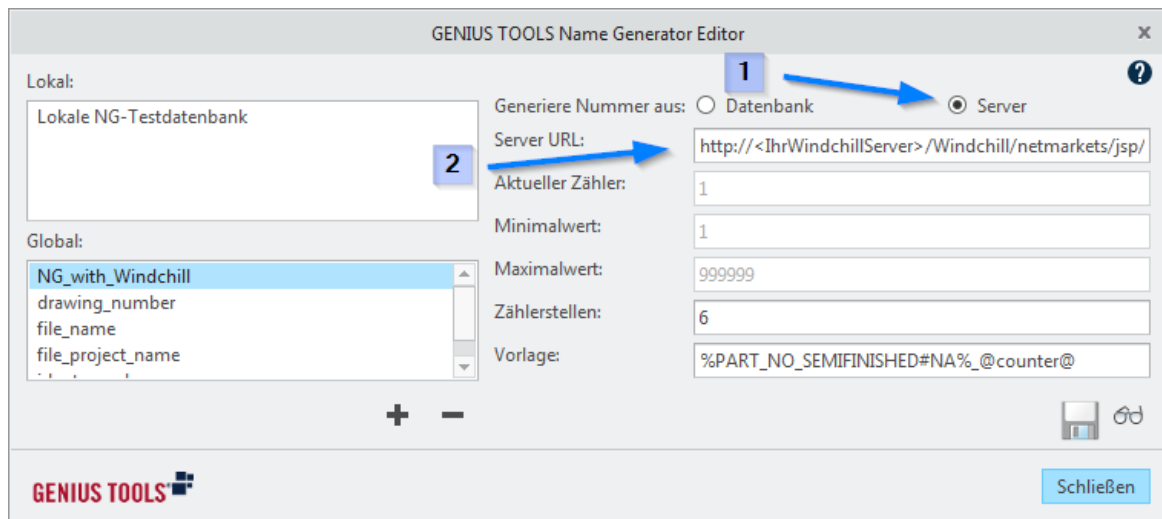 GENIUS TOOLS Name Generator Editor
Lokal:
Lokale NG-Testdatenbank
1
Generiere Nummer aus: Datenbank Server
Server URL: http://<IhrWindchillServer>/Windchill/netmarkets/jsp/
2
Aktueller Zähler: 1
Minimalwert: 1
Global:
NG_with_Windchill
drawing_number
file_name
file_project_name
Maximalwert: 999999
Zählerstellen: 6
Vorlage: %PART_NO_SEMIFINISHED#NA%_@counter@
GENIUS TOOLS
Schließen